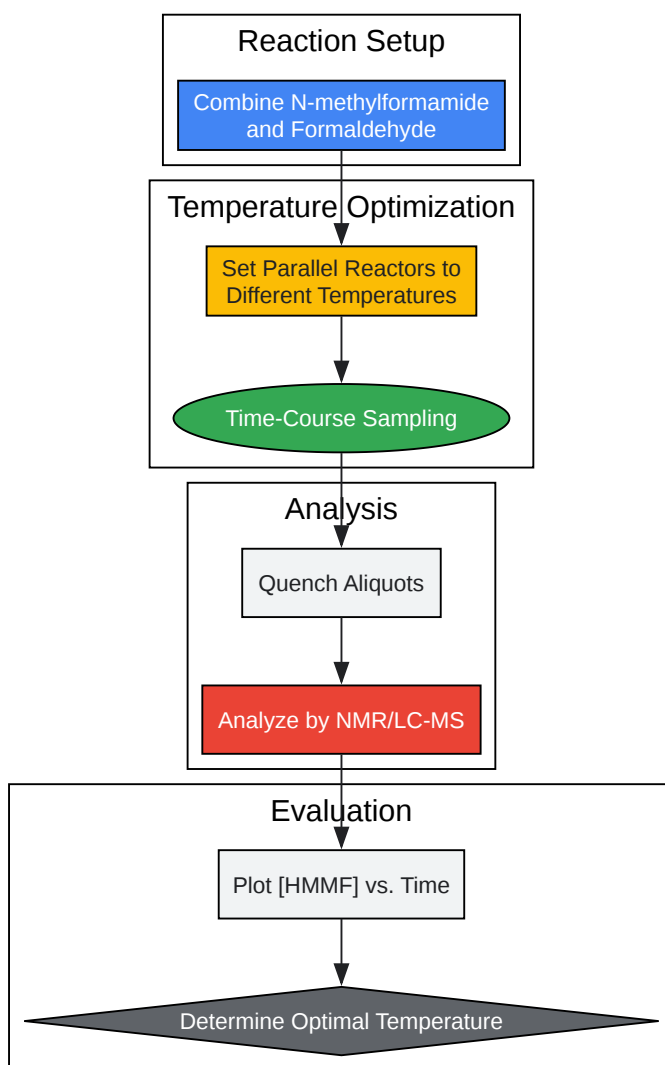 Reaction Setup
Combine N-methylformamide
and Formaldehyde
Temperature Optimization
Set Parallel Reactors to
Different Temperatures
Time-Course Sampling
Analysis
Quench Aliquots
Analyze by NMR/LC-MS
Evaluation
Plot [HMMF] vs. Time
Determine Optimal Temperature